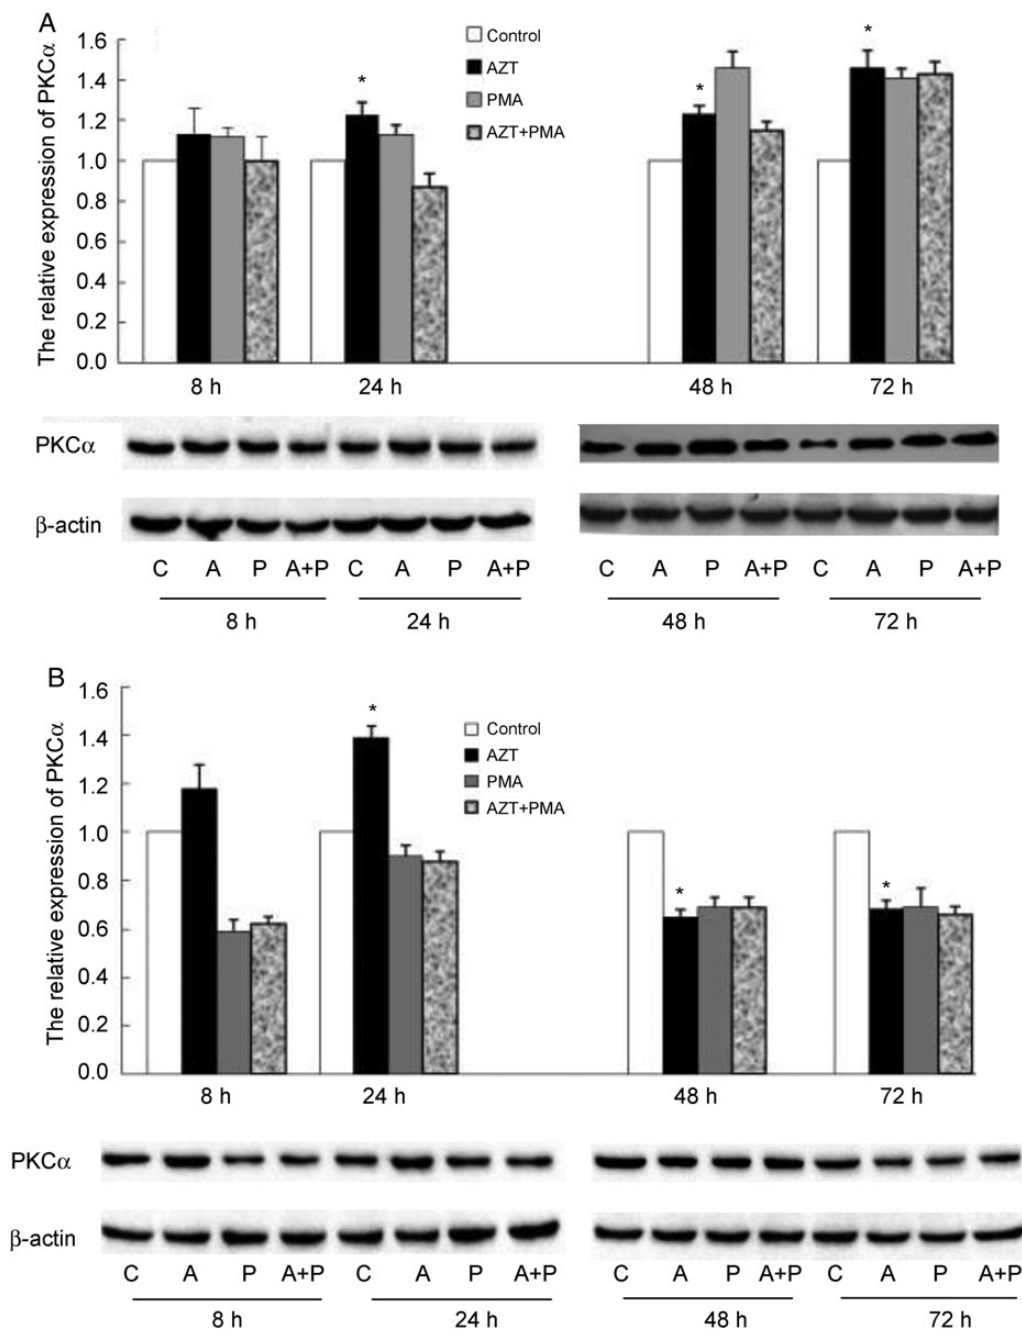 A
The relative expression of PKCα
1.6
1.4
1.2
1.0
0.8
0.6
0.4
0.2
0.0
Control
AZT
PMA
AZT+PMA
*
*
*
8 h 24 h 48 h 72 h
PKCα
β-actin
C A P A+P C A P A+P C A P A+P C A P A+P
8 h 24 h 48 h 72 h
B
The relative expression of PKCα
1.6
1.4
1.2
1.0
0.8
0.6
0.4
0.2
0.0
Control
AZT
PMA
AZT+PMA
*
*
*
8 h 24 h 48 h 72 h
PKCα
β-actin
C A P A+P C A P A+P C A P A+P C A P A+P
8 h 24 h 48 h 72 h